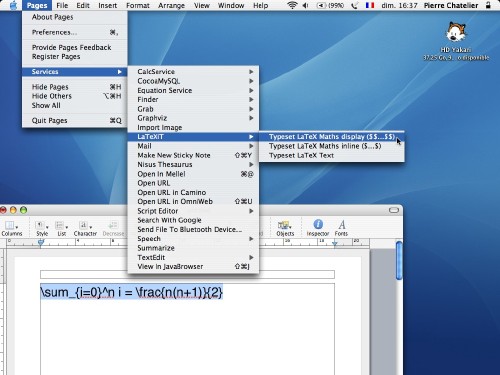 Pages File Edit Insert Format Arrange View Window Help (99%) dim. 16:37 Pierre Chatelier
About Pages
Preferences... ⌘,
Provide Pages Feedback
Register Pages
Services
Hide Pages ⌘H
Hide Others ⌥⌘H
Show All
Quit Pages ⌘Q
CalcService
CocoaMySQL
Equation Service
Finder
Grab
Graphviz
Import Image
LaTeXiT
Mail
Make New Sticky Note ⇧⌘Y
Nisus Thesaurus
Open In Mellel ⌘@
Open URL
Open URL in Camino
Open URL in OmniWeb ⇧⌘U
Script Editor
Search With Google
Send File To Bluetooth Device...
Speech
Summarize
TextEdit
View in JavaBrowser ⇧⌘J
Typeset LaTeX Maths display ($$...$$)
Typeset LaTeX Maths inline ($...$)
Typeset LaTeX Text
HD Yakari
Columns Style List Character Decrease Objects Inspector Fonts
\sum_{i=0}^n i = \frac{n(n+1)}{2}